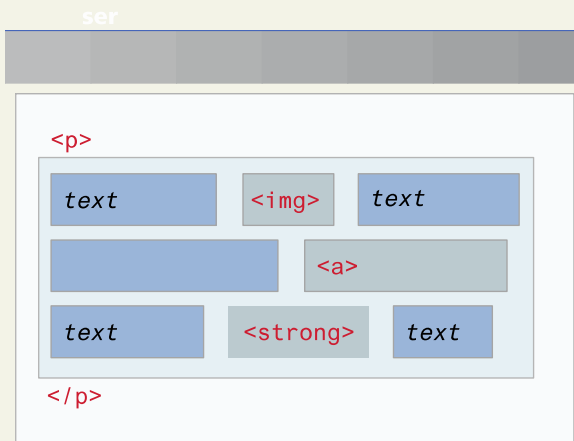 ser
<p>
text <img> text
<a>
text <strong> text
</p>